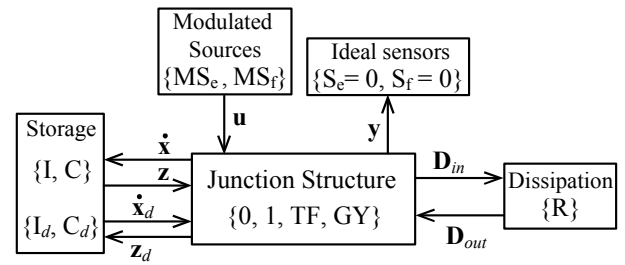 Modulated
Sources
{MSe, MSf}
Ideal sensors
{Se= 0, Sf = 0}
u
y
Storage
{I, C}
{Id, Cd}
ẋ
z
ẋd
zd
Junction Structure
{0, 1, TF, GY}
Din
Dout
Dissipation
{R}